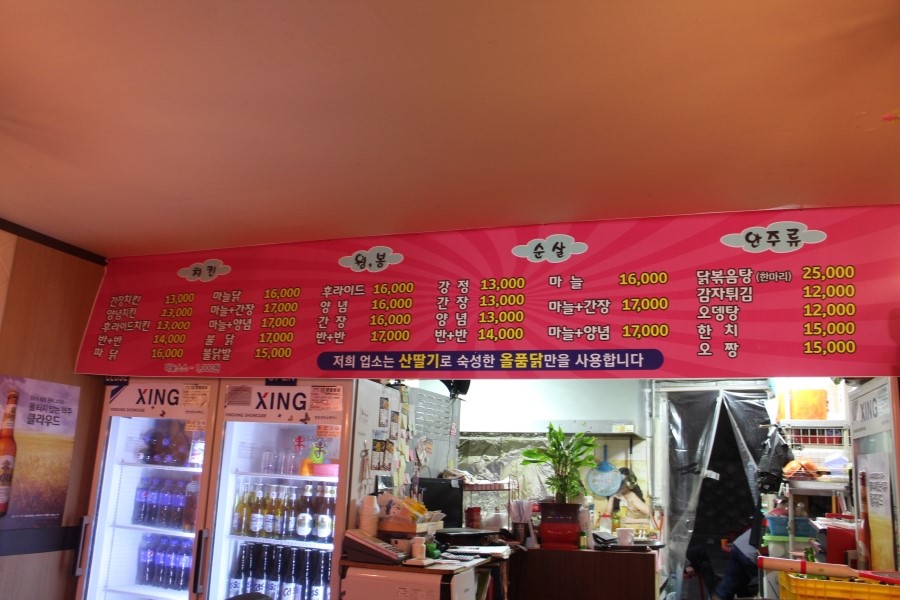 치킨
간장치킨 13,000
양념치킨 13,000
후라이드치킨 13,000
반+반 14,000
파 닭 16,000
마늘닭 16,000
마늘+간장 17,000
마늘+양념 17,000
불 닭 17,000
불닭발 15,000
윙,봉
후라이드 16,000
양 념 16,000
간 장 16,000
반+반 17,000
순살
강 정 13,000
간 장 13,000
양 념 13,000
반+반 14,000
마 늘 16,000
마늘+간장 17,000
마늘+양념 17,000
안주류
닭볶음탕 (한마리) 25,000
감자튀김 12,000
오뎅탕 12,000
한 치 15,000
오 짱 15,000
저희 업소는 산딸기로 숙성한 올품닭만을 사용합니다
XING
XING
XING
클라우드